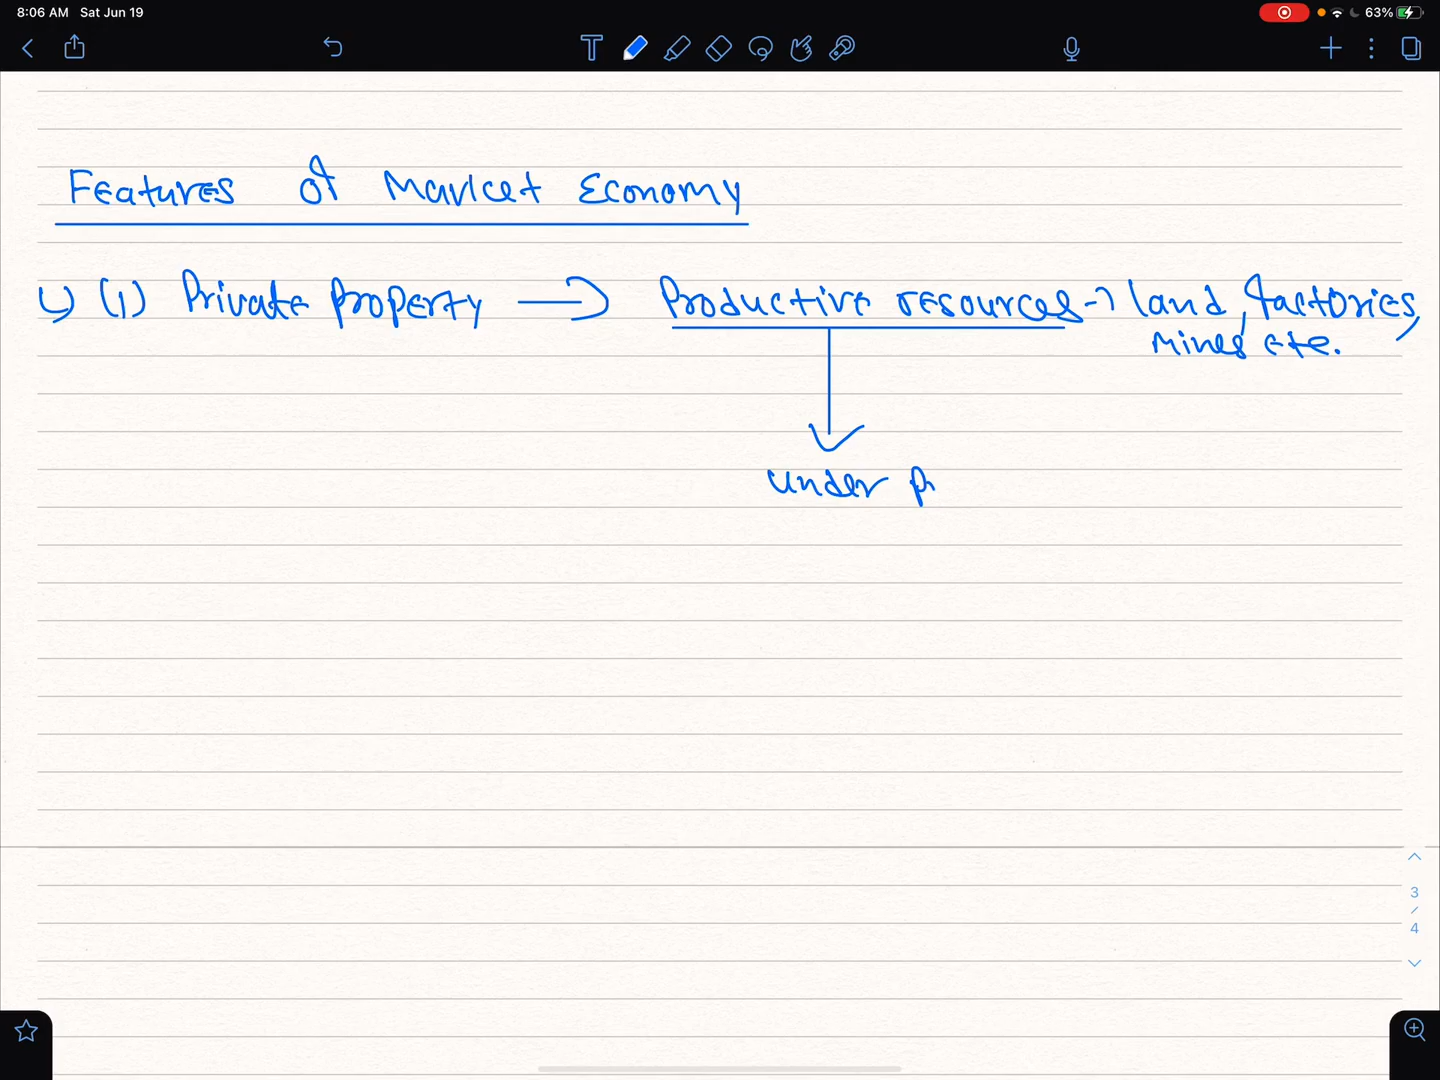 8:06 AM Sat Jun 19
63%
Features of Market Economy
(1) Private Property → Productive resources → land, factories,
mines etc.
Under pr
3
/
4